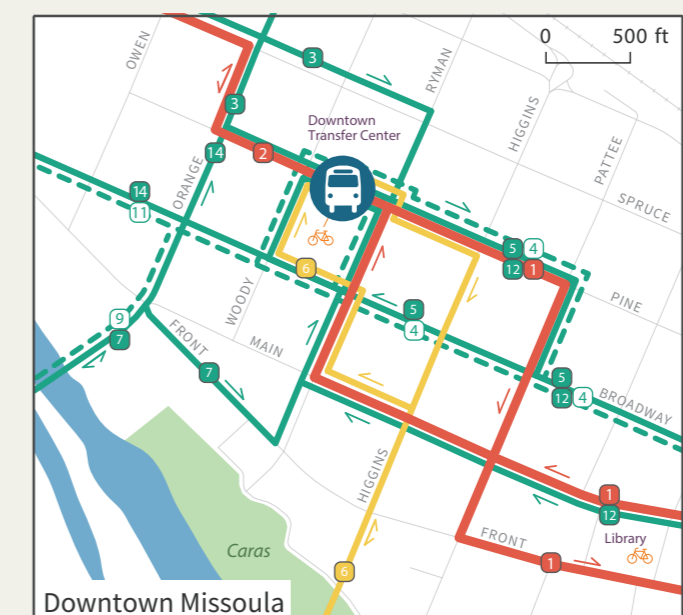 0 500 ft
OWEN
3
RYMAN
HIGGINS
PATTEE
Downtown
Transfer Center
3
14
2
ORANGE
SPRUCE
14
11
5 4
12 1
6
PINE
WOODY
5
4
9
7
FRONT
MAIN
7
5
12 4
BROADWAY
HIGGINS
1
12
FRONT
Library
1
Caras
6
Downtown Missoula